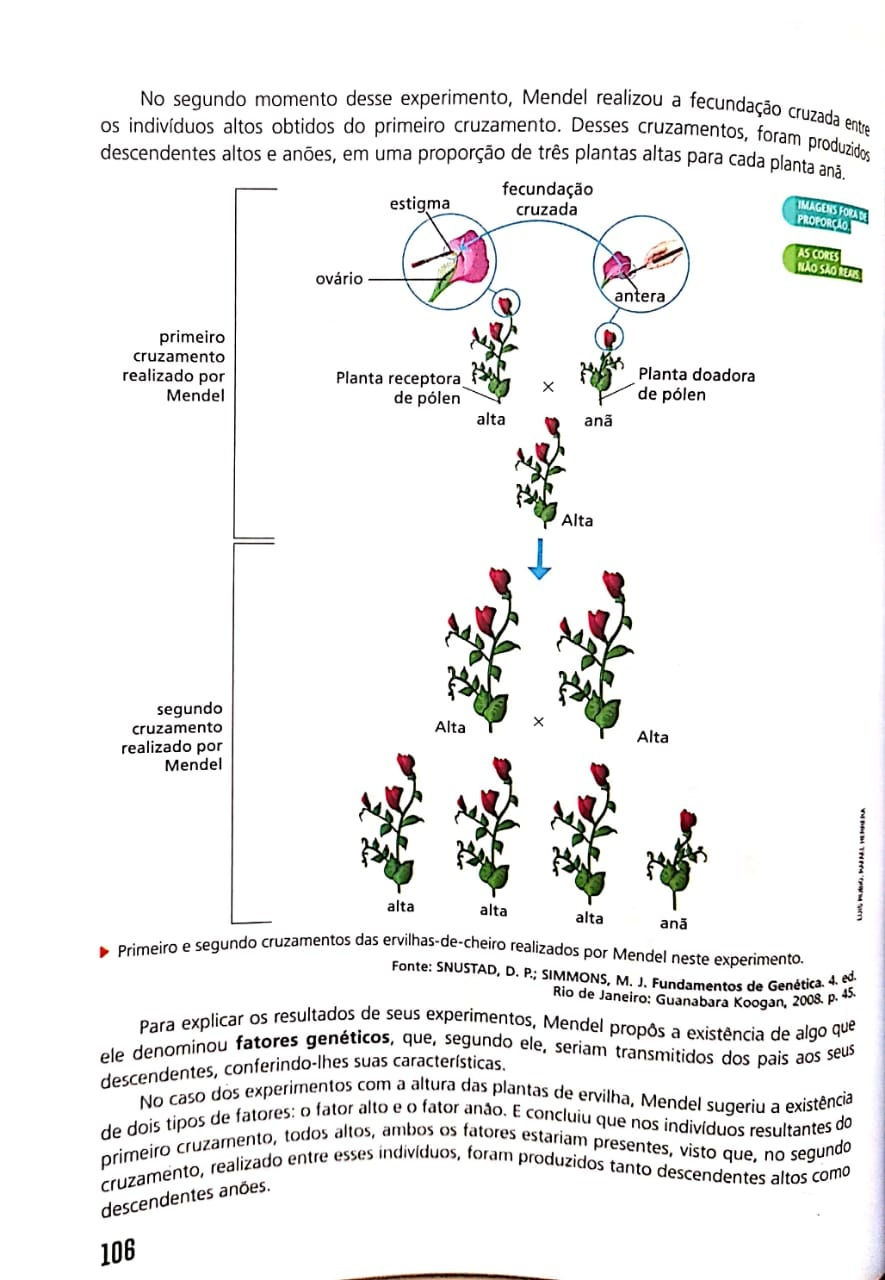 No segundo momento desse experimento, Mendel realizou a fecundação cruzada entre
os indivíduos altos obtidos do primeiro cruzamento. Desses cruzamentos, foram produzidos
descendentes altos e anões, em uma proporção de três plantas altas para cada planta anã.
fecundação
cruzada
estigma
ovário
antera
IMAGENS FORA DE
PROPORÇÃO.
AS CORES
NÃO SÃO REAIS.
primeiro
cruzamento
realizado por
Mendel
Planta receptora
de pólen
alta
×
anã
Planta doadora
de pólen
Alta
segundo
cruzamento
realizado por
Mendel
Alta
×
Alta
alta
alta
alta
anã
Primeiro e segundo cruzamentos das ervilhas-de-cheiro realizados por Mendel neste experimento.
Fonte: SNUSTAD, D. P.; SIMMONS, M. J. Fundamentos de Genética. 4. ed.
Rio de Janeiro: Guanabara Koogan, 2008. p. 45.
Para explicar os resultados de seus experimentos, Mendel propôs a existência de algo que
ele denominou fatores genéticos, que, segundo ele, seriam transmitidos dos pais aos seus
descendentes, conferindo-lhes suas características.
No caso dos experimentos com a altura das plantas de ervilha, Mendel sugeriu a existência
de dois tipos de fatores: o fator alto e o fator anão. E concluiu que nos indivíduos resultantes do
primeiro cruzamento, todos altos, ambos os fatores estariam presentes, visto que, no segundo
cruzamento, realizado entre esses indivíduos, foram produzidos tanto descendentes altos como
descendentes anões.
106